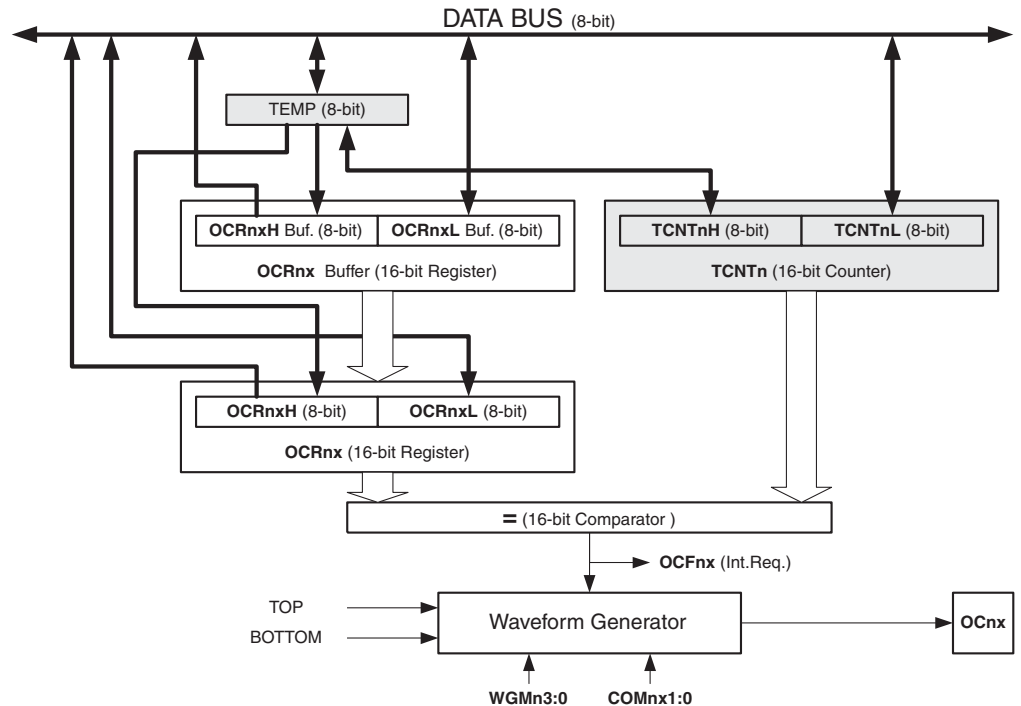 DATA BUS (8-bit)
TEMP (8-bit)
OCRnxH Buf. (8-bit) OCRnxL Buf. (8-bit)
OCRnx Buffer (16-bit Register)
TCNTnH (8-bit) TCNTnL (8-bit)
TCNTn (16-bit Counter)
OCRnxH (8-bit) OCRnxL (8-bit)
OCRnx (16-bit Register)
= (16-bit Comparator )
OCFnx (Int.Req.)
TOP
BOTTOM
Waveform Generator
OCnx
WGMn3:0 COMnx1:0